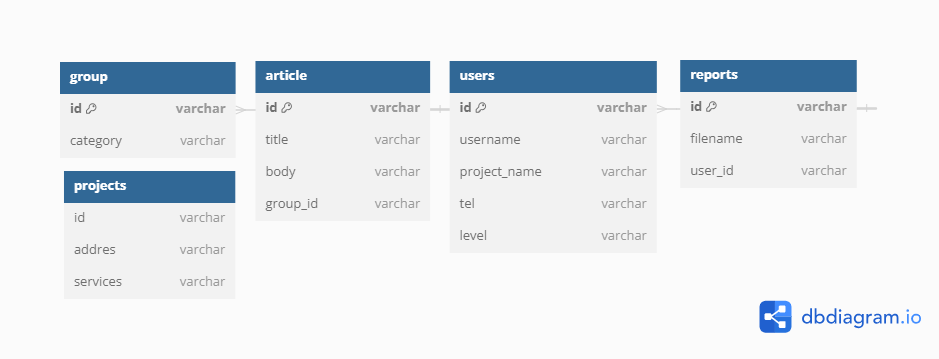 group
id varchar
category varchar
projects
id varchar
addres varchar
services varchar
article
id varchar
title varchar
body varchar
group_id varchar
users
id varchar
username varchar
project_name varchar
tel varchar
level varchar
reports
id varchar
filename varchar
user_id varchar
dbdiagram.io